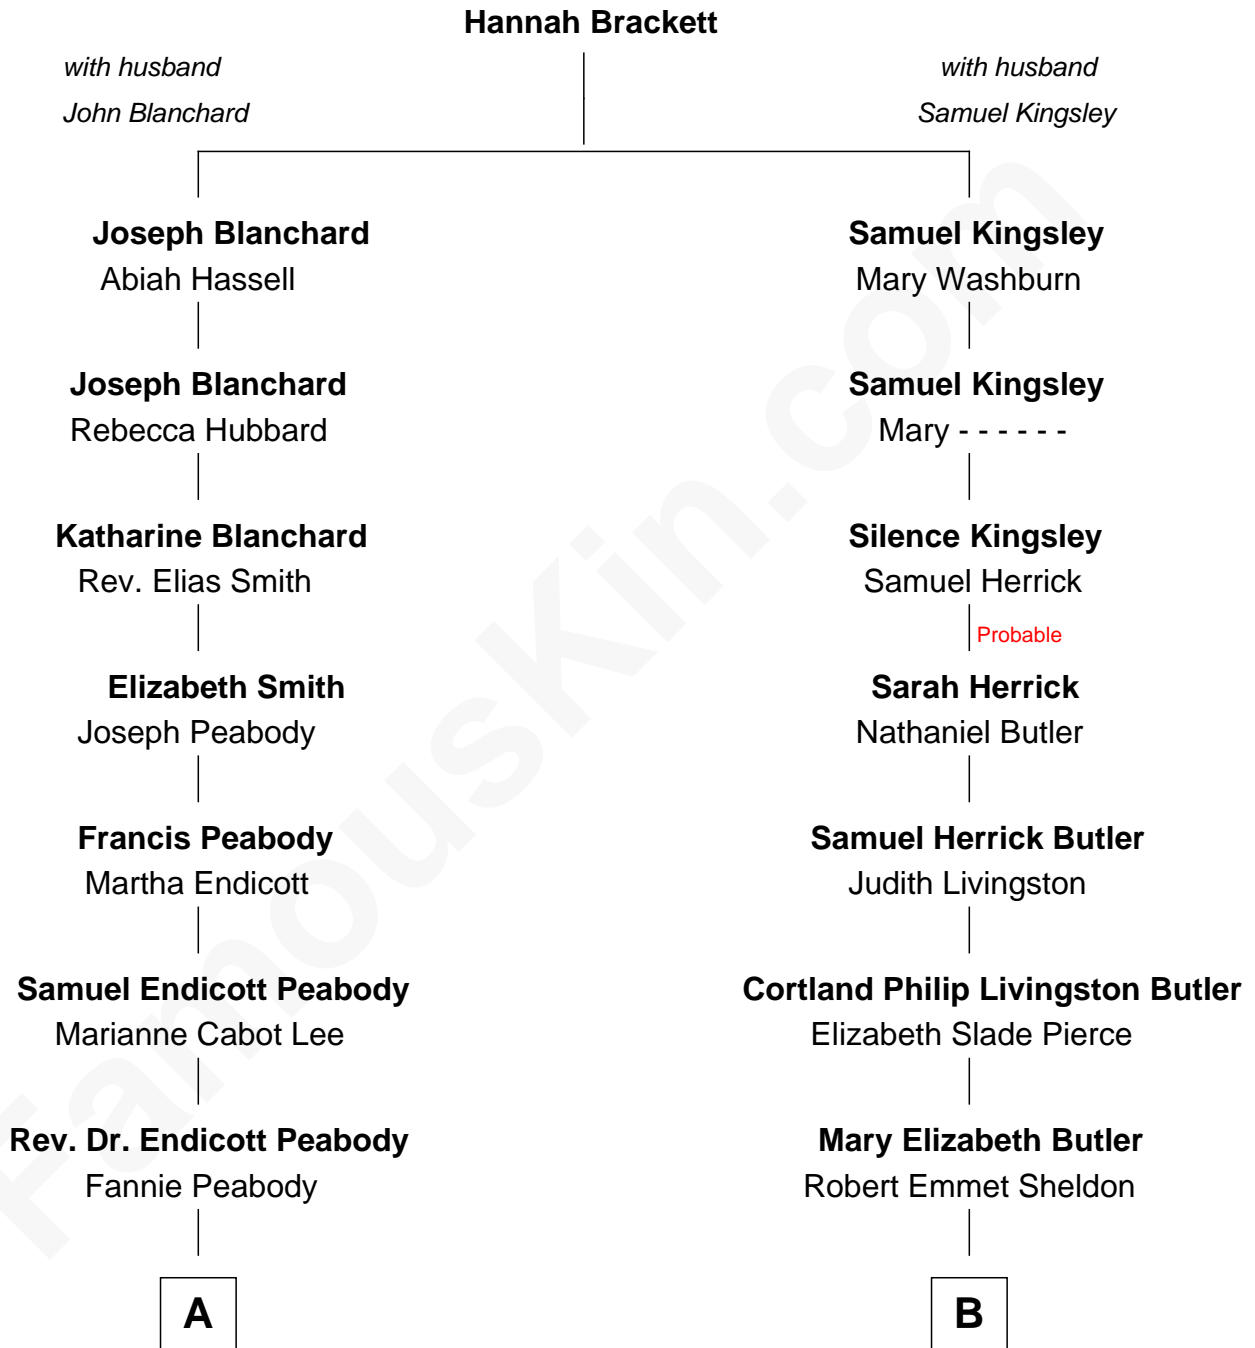 Hannah Brackett
with husband
John Blanchard
with husband
Samuel Kingsley
Joseph Blanchard
Abiah Hassell
Samuel Kingsley
Mary Washburn
Joseph Blanchard
Rebecca Hubbard
Samuel Kingsley
Mary - - - - - -
Katharine Blanchard
Rev. Elias Smith
Silence Kingsley
Samuel Herrick
Probable
Elizabeth Smith
Joseph Peabody
Sarah Herrick
Nathaniel Butler
Francis Peabody
Martha Endicott
Samuel Herrick Butler
Judith Livingston
Samuel Endicott Peabody
Marianne Cabot Lee
Cortland Philip Livingston Butler
Elizabeth Slade Pierce
Rev. Dr. Endicott Peabody
Fannie Peabody
Mary Elizabeth Butler
Robert Emmet Sheldon
A
B
FamousKin.com